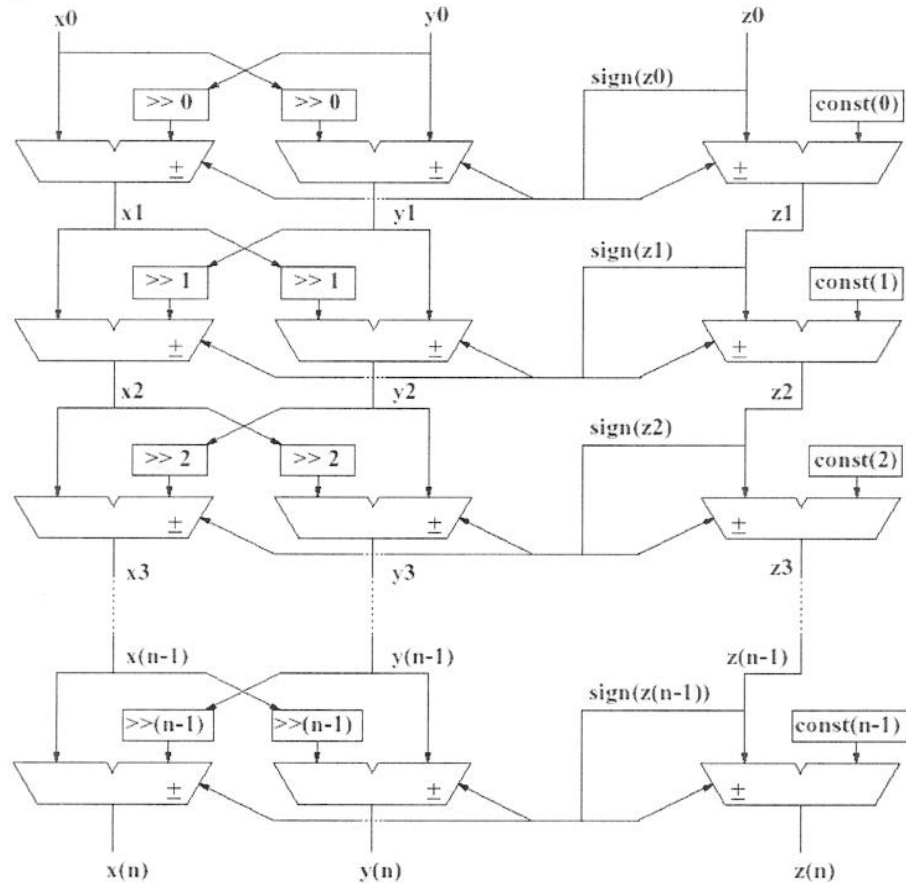 x0 y0 z0
sign(z0)
>> 0 >> 0 const(0)
± ± ±
x1 y1 z1
sign(z1)
>> 1 >> 1 const(1)
± ± ±
x2 y2 z2
sign(z2)
>> 2 >> 2 const(2)
± ± ±
x3 y3 z3
x(n-1) y(n-1) z(n-1)
sign(z(n-1))
>>(n-1) >>(n-1) const(n-1)
± ± ±
x(n) y(n) z(n)